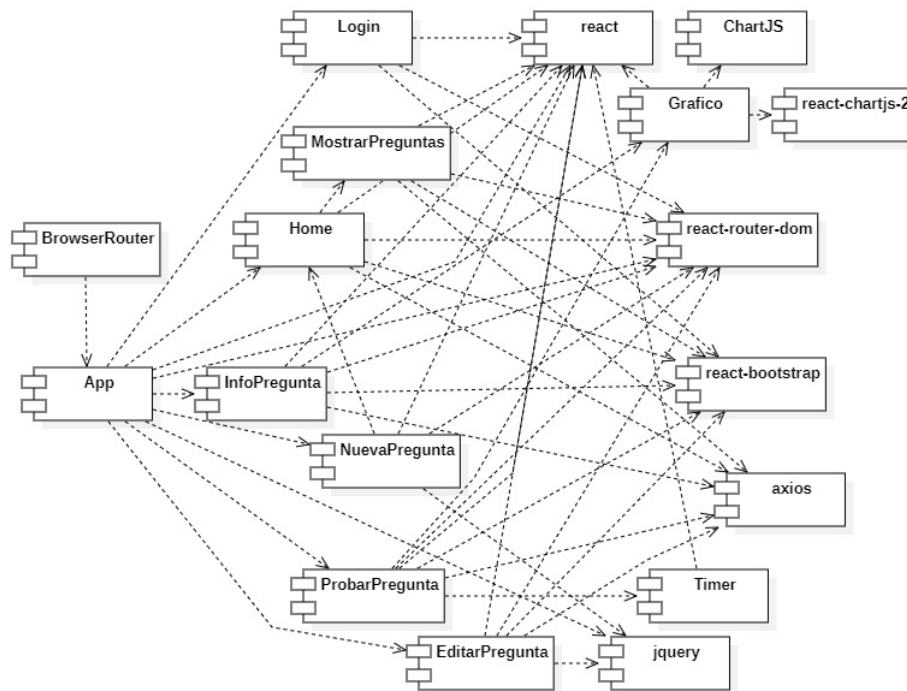 Login
react
ChartJS
Grafico
react-chartjs-2
MostrarPreguntas
Home
react-router-dom
BrowserRouter
App
InfoPregunta
react-bootstrap
NuevaPregunta
axios
ProbarPregunta
Timer
EditarPregunta
jquery